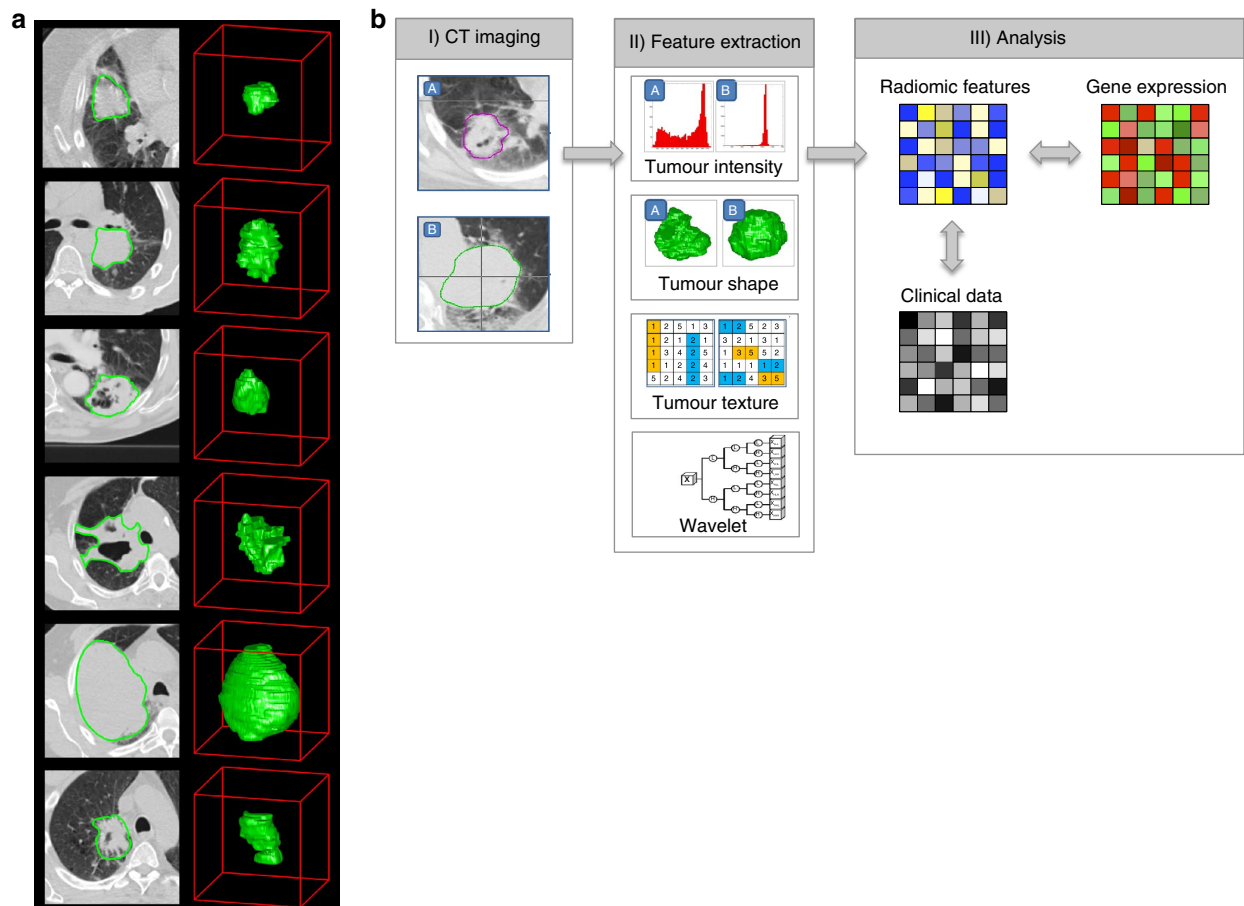 a
b
I) CT imaging
A
B
II) Feature extraction
A
B
Tumour intensity
A
B
Tumour shape
1 2 5 1 3
1 2 1 2 1
1 3 4 2 5
1 1 1 2 2
5 2 4 2 3
1 2 5 2 3
3 2 1 3 1
1 3 5 5 2
1 1 1 1 2
1 2 4 3 5
Tumour texture
X
L
H
L
H
L
H
L
H
L
H
L
H
L
H
Wavelet
III) Analysis
Radiomic features
Gene expression
Clinical data